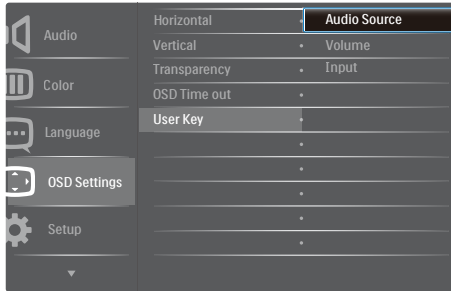 Audio
Color
Language
OSD Settings
Setup
Horizontal
Vertical
Transparency
OSD Time out
User Key
Audio Source
Volume
Input